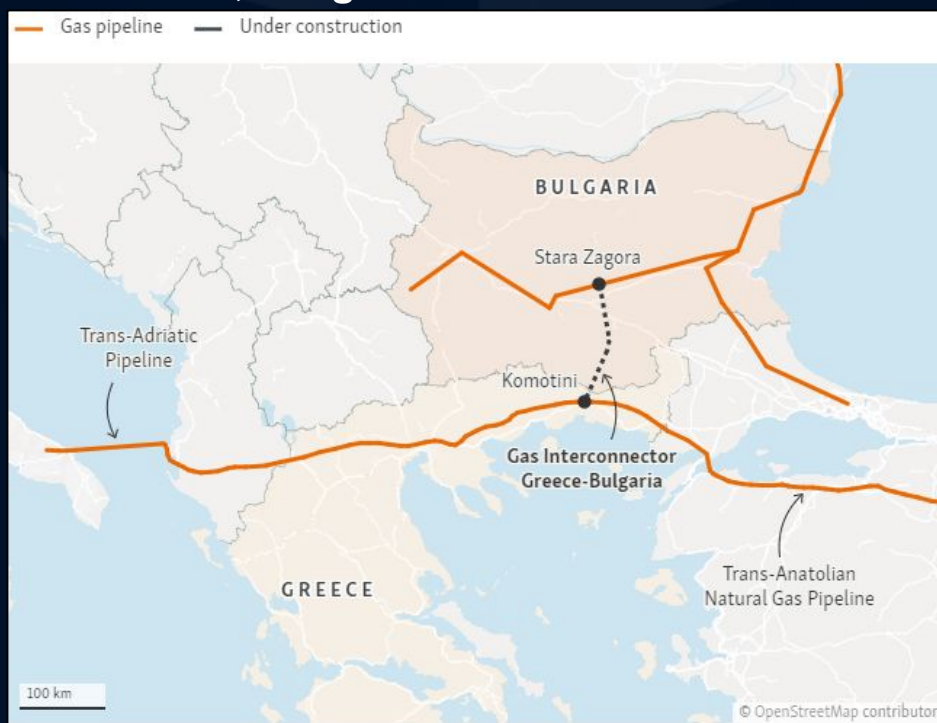 Gas pipeline
Under construction
BULGARIA
Stara Zagora
Trans-Adriatic
Pipeline
Komotini
Gas Interconnector
Greece-Bulgaria
GREECE
Trans-Anatolian
Natural Gas Pipeline
100 km
© OpenStreetMap contributor